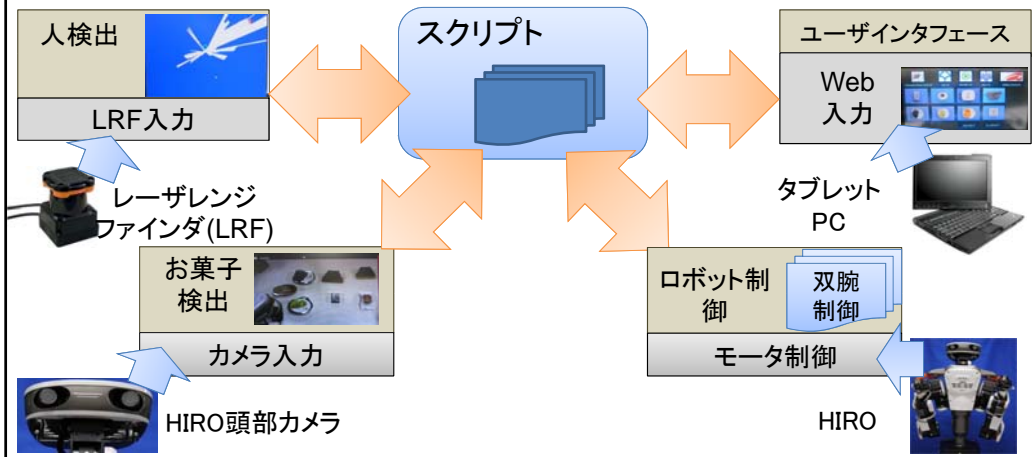 人検出
LRF入力
レーザレンジ
ファインダ(LRF)
スクリプト
ユーザインタフェース
Web
入力
タブレット
PC
お菓子
検出
カメラ入力
HIRO頭部カメラ
ロボット制
御
双腕
制御
モータ制御
HIRO